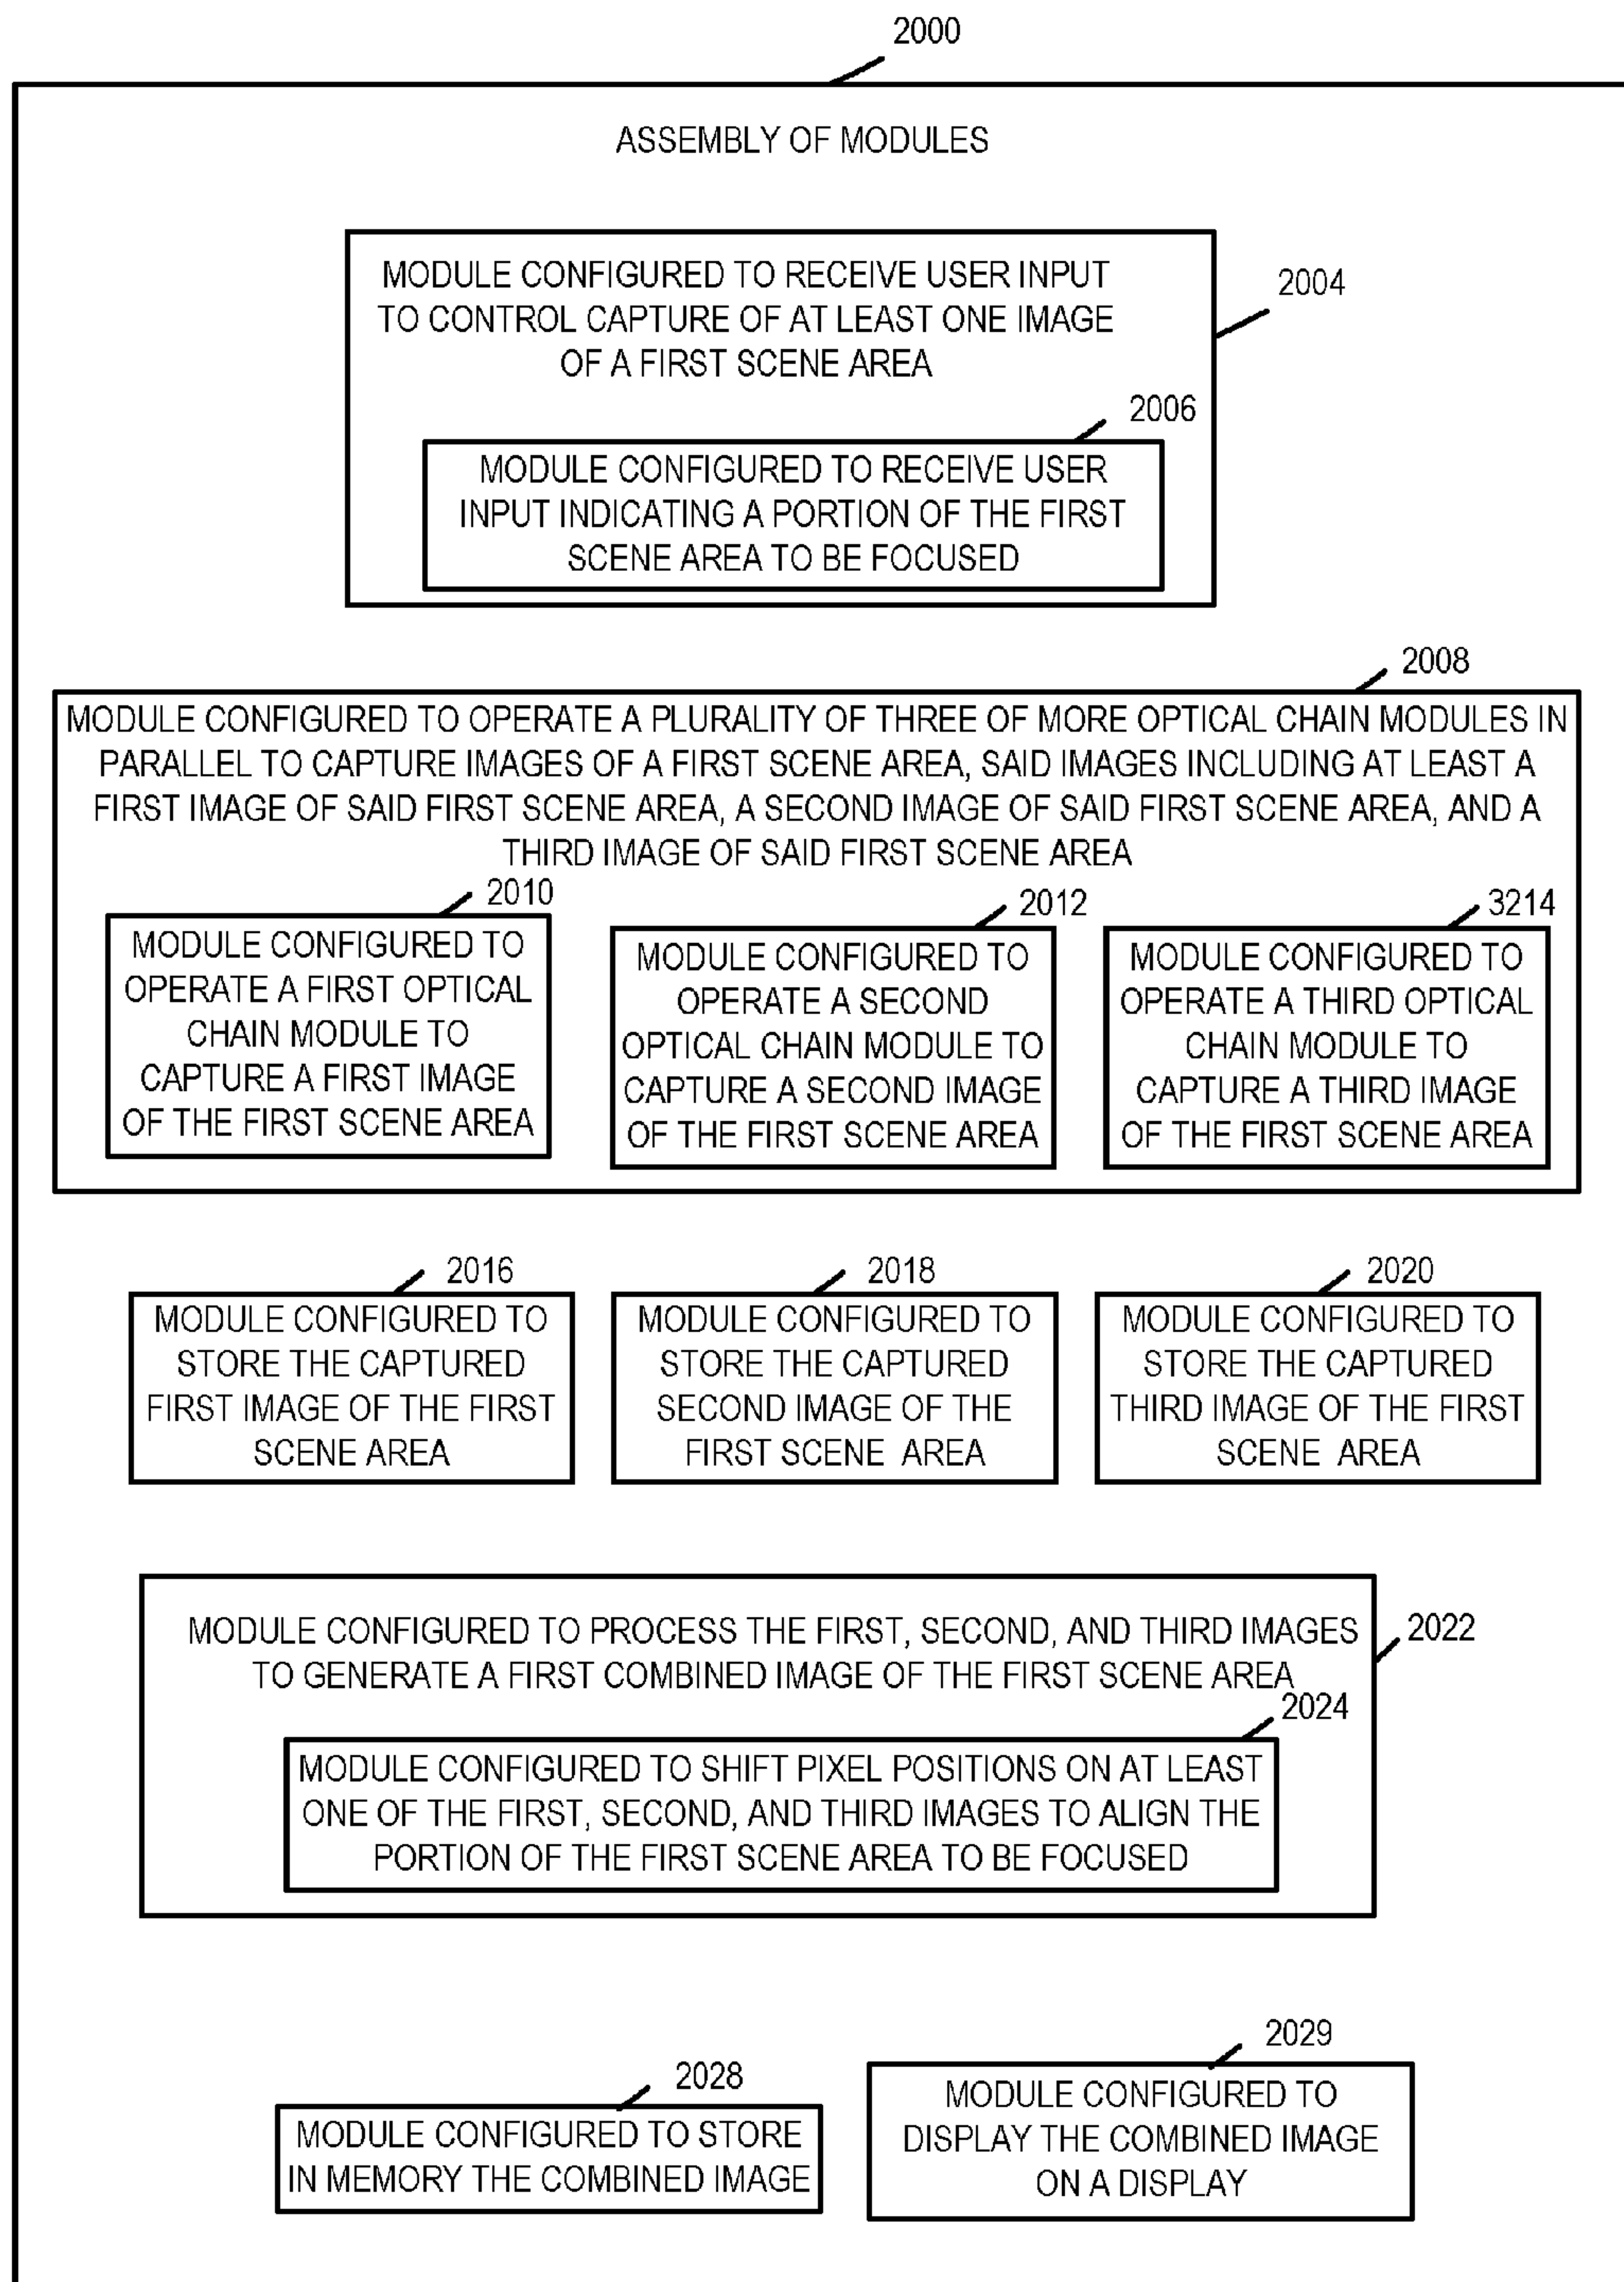 2000
ASSEMBLY OF MODULES
MODULE CONFIGURED TO RECEIVE USER INPUT
TO CONTROL CAPTURE OF AT LEAST ONE IMAGE
OF A FIRST SCENE AREA
2004
2006
MODULE CONFIGURED TO RECEIVE USER
INPUT INDICATING A PORTION OF THE FIRST
SCENE AREA TO BE FOCUSED
2008
MODULE CONFIGURED TO OPERATE A PLURALITY OF THREE OF MORE OPTICAL CHAIN MODULES IN
PARALLEL TO CAPTURE IMAGES OF A FIRST SCENE AREA, SAID IMAGES INCLUDING AT LEAST A
FIRST IMAGE OF SAID FIRST SCENE AREA, A SECOND IMAGE OF SAID FIRST SCENE AREA, AND A
THIRD IMAGE OF SAID FIRST SCENE AREA
2010
MODULE CONFIGURED TO
OPERATE A FIRST OPTICAL
CHAIN MODULE TO
CAPTURE A FIRST IMAGE
OF THE FIRST SCENE AREA
2012
MODULE CONFIGURED TO
OPERATE A SECOND
OPTICAL CHAIN MODULE TO
CAPTURE A SECOND IMAGE
OF THE FIRST SCENE AREA
3214
MODULE CONFIGURED TO
OPERATE A THIRD OPTICAL
CHAIN MODULE TO
CAPTURE A THIRD IMAGE
OF THE FIRST SCENE AREA
2016
MODULE CONFIGURED TO
STORE THE CAPTURED
FIRST IMAGE OF THE FIRST
SCENE AREA
2018
MODULE CONFIGURED TO
STORE THE CAPTURED
SECOND IMAGE OF THE
FIRST SCENE AREA
2020
MODULE CONFIGURED TO
STORE THE CAPTURED
THIRD IMAGE OF THE FIRST
SCENE AREA
MODULE CONFIGURED TO PROCESS THE FIRST, SECOND, AND THIRD IMAGES
TO GENERATE A FIRST COMBINED IMAGE OF THE FIRST SCENE AREA
2022
2024
MODULE CONFIGURED TO SHIFT PIXEL POSITIONS ON AT LEAST
ONE OF THE FIRST, SECOND, AND THIRD IMAGES TO ALIGN THE
PORTION OF THE FIRST SCENE AREA TO BE FOCUSED
2028
MODULE CONFIGURED TO STORE
IN MEMORY THE COMBINED IMAGE
2029
MODULE CONFIGURED TO
DISPLAY THE COMBINED IMAGE
ON A DISPLAY